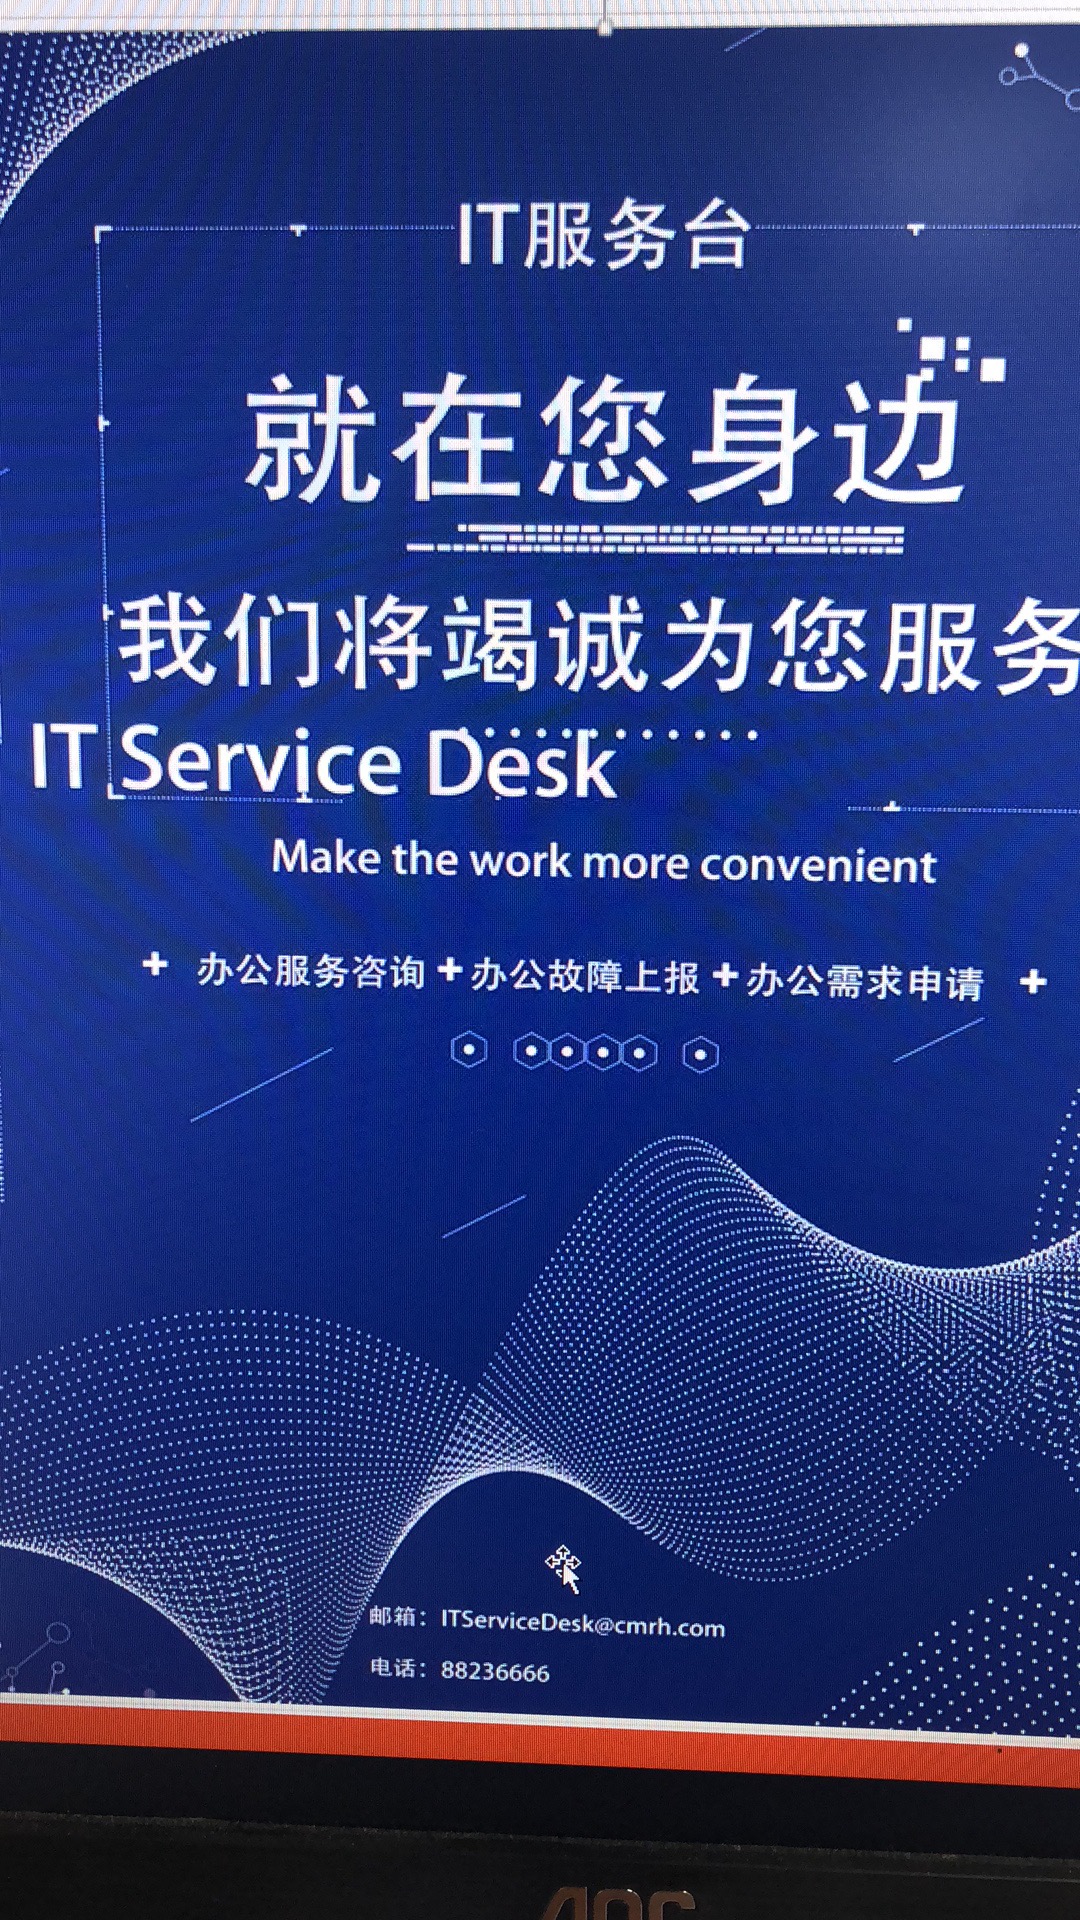 IT服务台
就在您身边
我们将竭诚为您服务
IT Service Desk
Make the work more convenient
+ 办公服务咨询+办公故障上报+办公需求申请 +
邮箱：ITServiceDesk@cmrh.com
电话：88236666
AOC